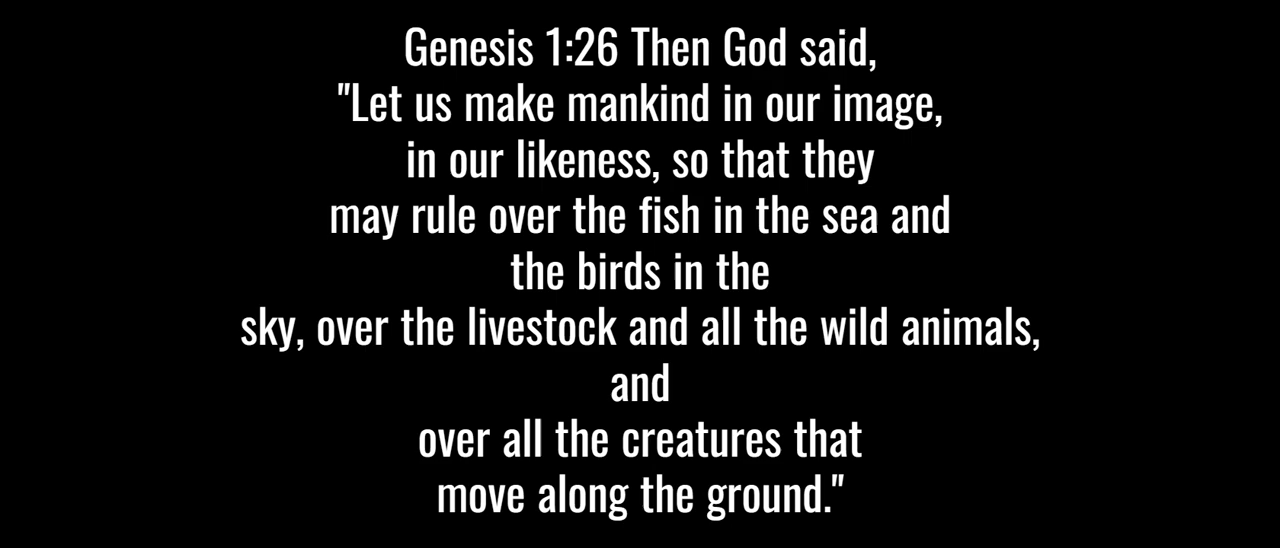 Genesis 1:26 Then God said,
"Let us make mankind in our image,
in our likeness, so that they
may rule over the fish in the sea and
the birds in the
sky, over the livestock and all the wild animals,
and
over all the creatures that
move along the ground."